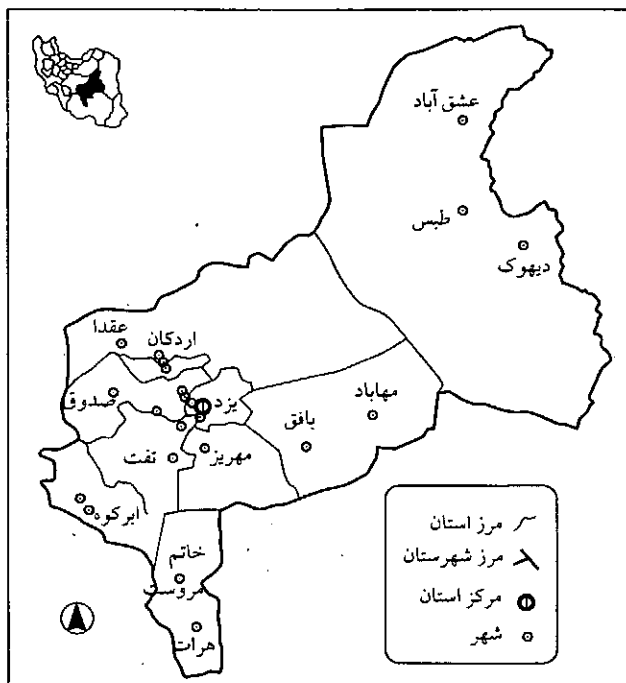 عشق آباد
طبس
دیهوک
عقدا
اردکان
صدوق
یزد
مهاباد
بافق
تفت
مهریز
ابرکوه
خاتم
مروست
هرات
مرز استان
مرز شهرستان
مرکز استان
شهر